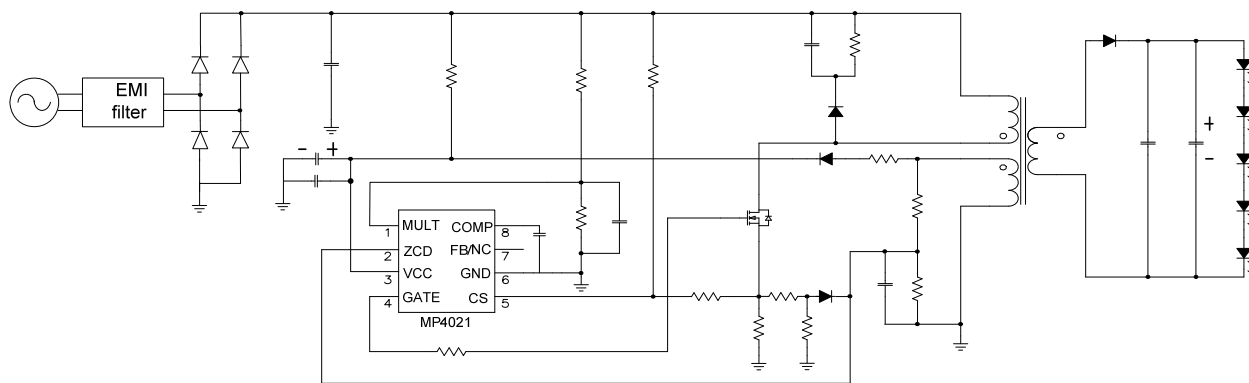 EMI
filter
- +
+
-
MULT
COMP
1
8
ZCD
FB/NC
2
7
VCC
GND
3
6
GATE
CS
4
5
MP4021